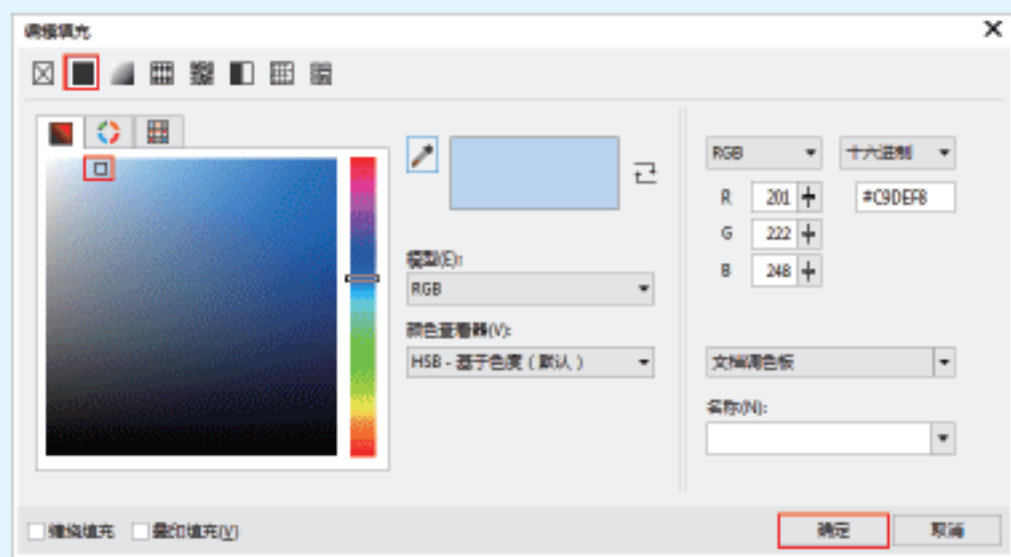 编辑填充
RGB
十六进制
R
201
#C9DEF8
G
222
B
248
模型(E):
RGB
颜色查看器(V):
HSB - 基于色度 ( 默认 )
文档调色板
名称(N):
缠绕填充
叠印填充(V)
确定
取消